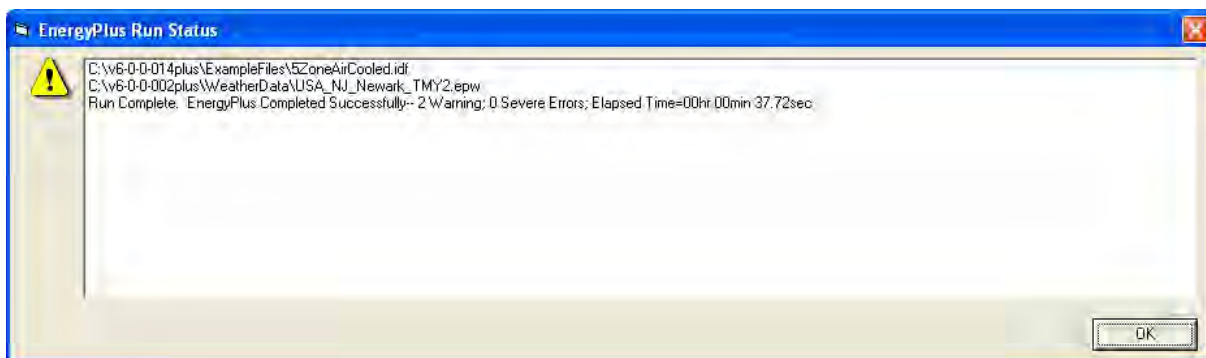 EnergyPlus Run Status
C:\v6-0-0-014plus\ExampleFiles\5ZoneAirCooled.idf
C:\v6-0-0-002plus\WeatherData\USA_NJ_Newark_TMY2.epw
Run Complete. EnergyPlus Completed Successfully-- 2 Warning; 0 Severe Errors; Elapsed Time=00hr 00min 37.72sec
OK